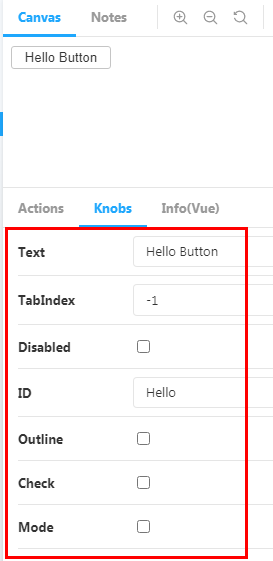 Canvas Notes
Hello Button
Actions Knobs Info(Vue)
Text Hello Button
TabIndex -1
Disabled
ID Hello
Outline
Check
Mode